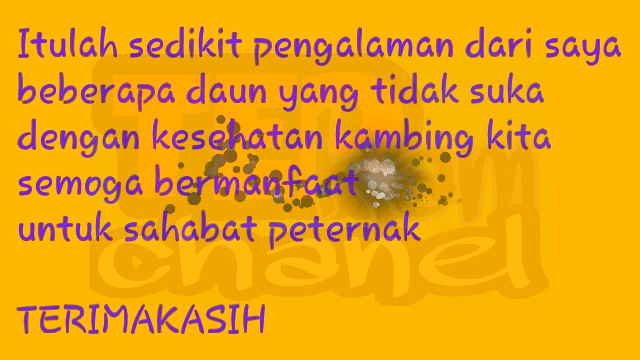 Itulah sedikit pengalaman dari saya
beberapa daun yang tidak suka
dengan kesehatan kambing kita
semoga bermanfaat
untuk sahabat peternak
TERIMAKASIH
chanel